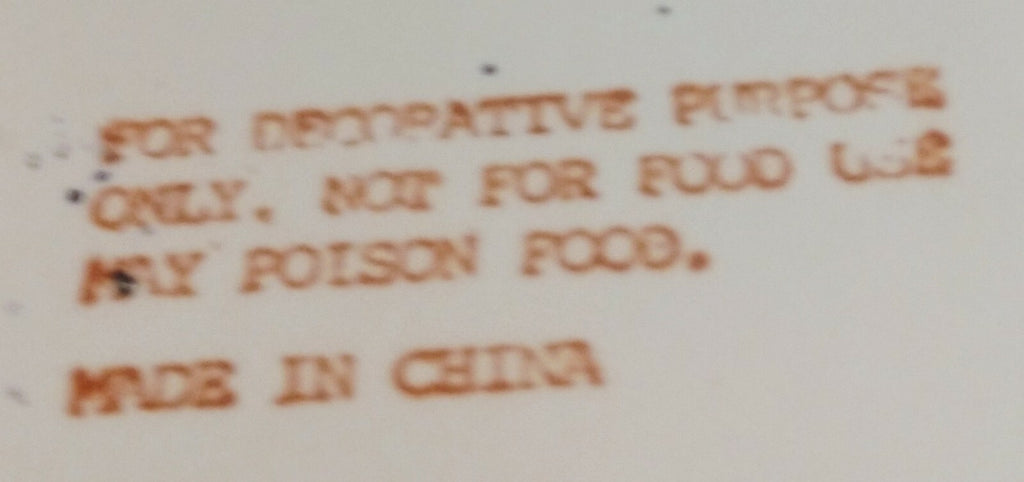 FOR DECORATIVE PURPOSE
ONLY. NOT FOR FOOD USE
MAY POISON FOOD.
MADE IN CHINA